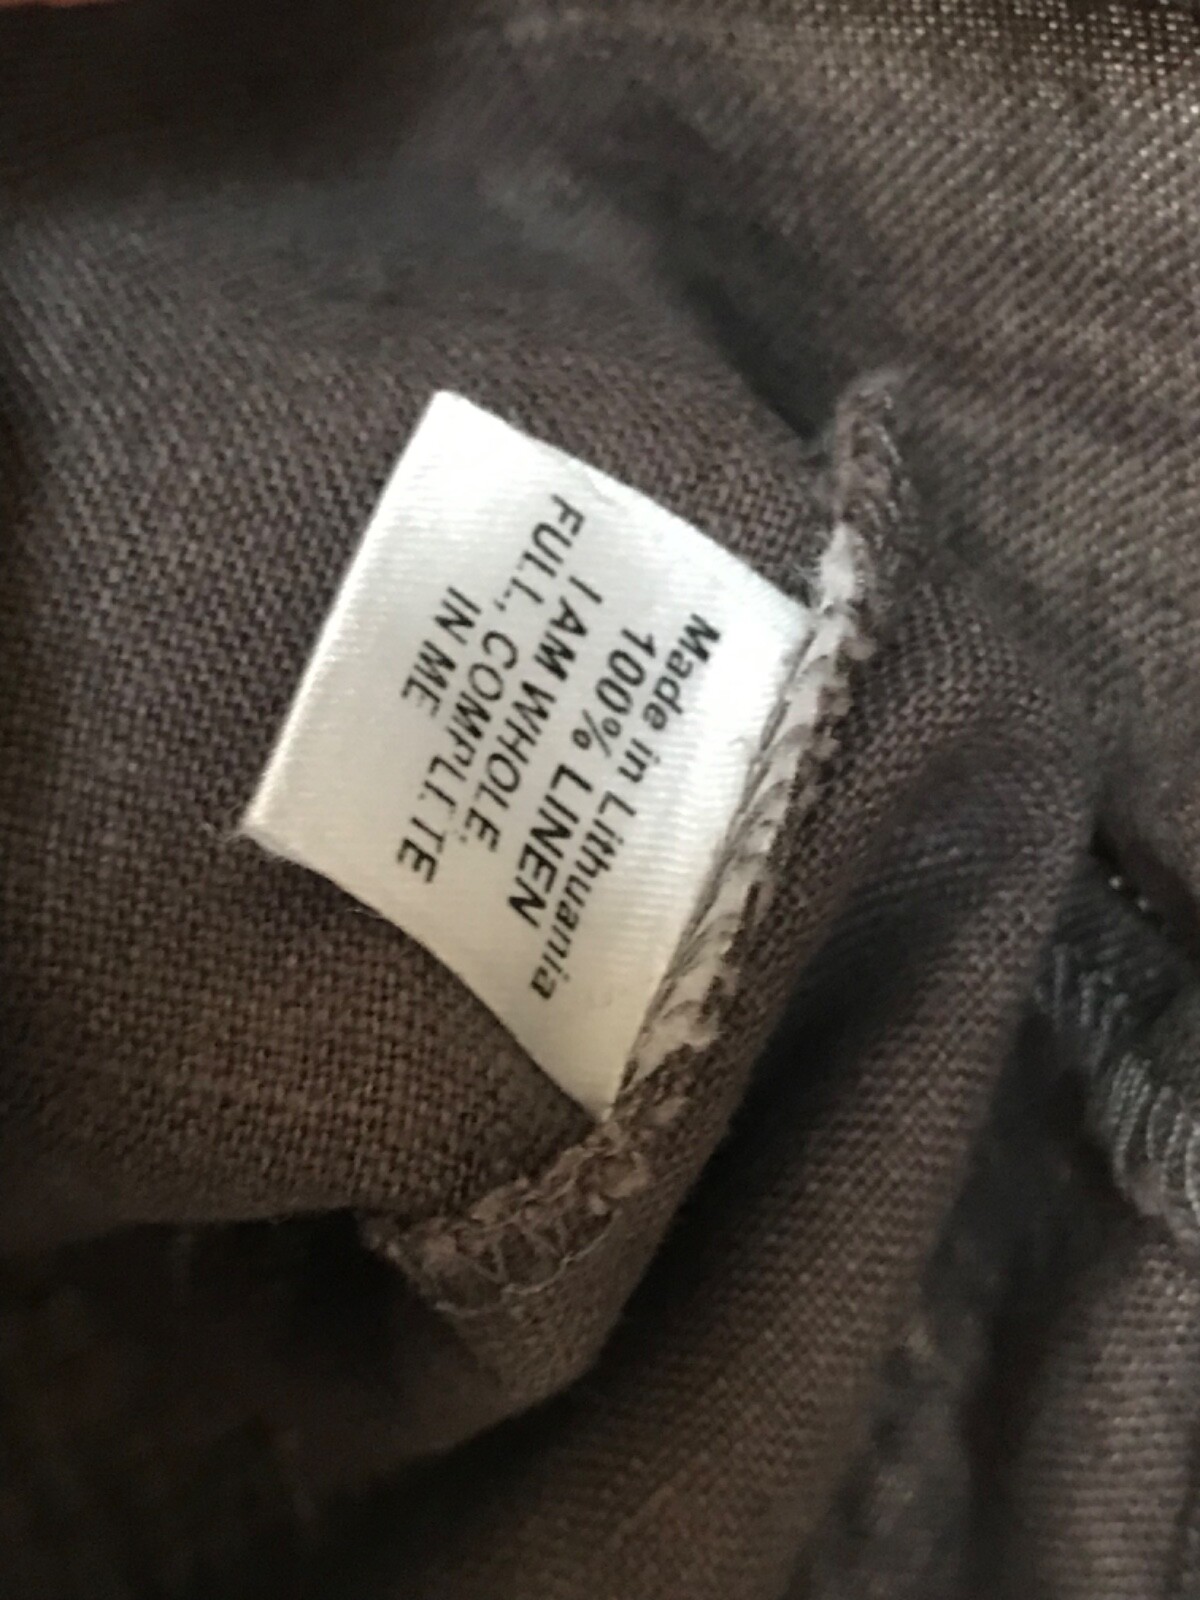 Made in Lithuania
100% LINEN
I AM WHOLE.
FULL, COMPLETE
IN ME